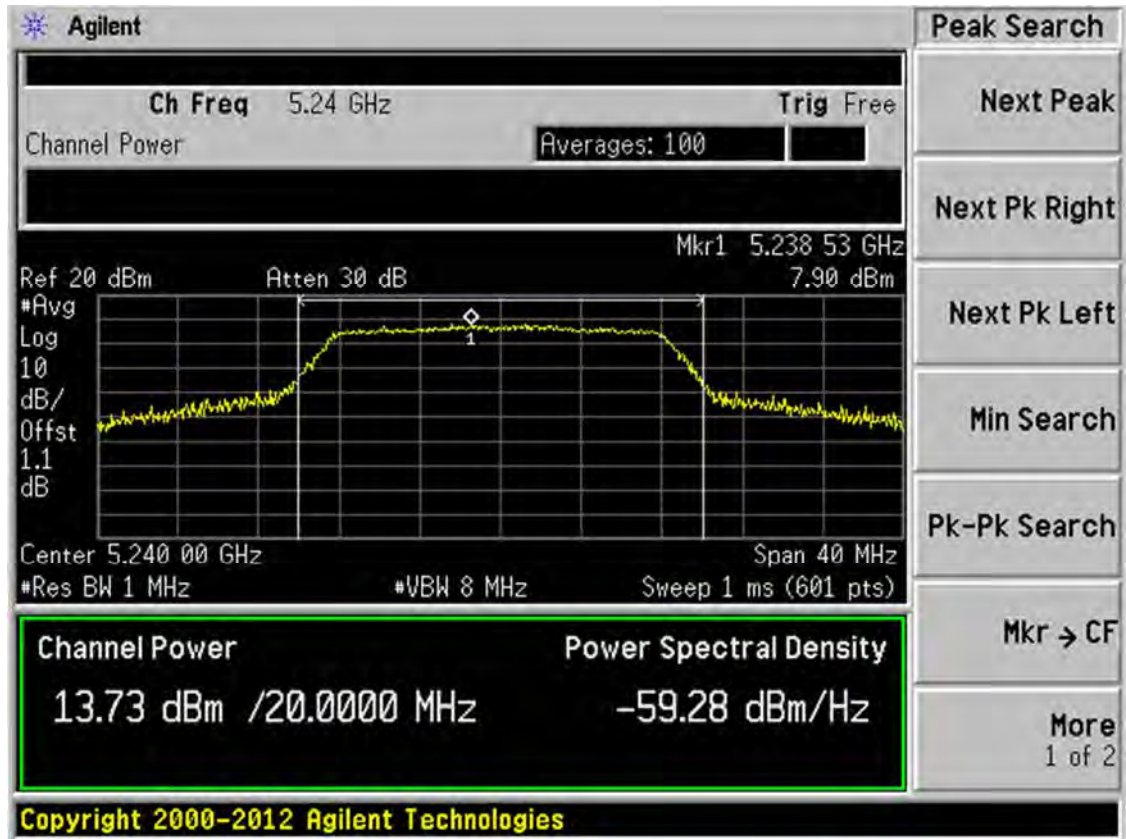 Agilent
Peak Search
Ch Freq 5.24 GHz Trig Free
Channel Power Averages: 100
Mkr1 5.238 53 GHz
Ref 20 dBm Atten 30 dB 7.90 dBm
#Avg
Log
10
dB/
Offst
1.1
dB
1
Center 5.240 00 GHz Span 40 MHz
#Res BW 1 MHz #VBW 8 MHz Sweep 1 ms (601 pts)
Channel Power Power Spectral Density
13.73 dBm /20.0000 MHz -59.28 dBm/Hz
Copyright 2000-2012 Agilent Technologies
Next Peak
Next Pk Right
Next Pk Left
Min Search
Pk-Pk Search
Mkr → CF
More
1 of 2